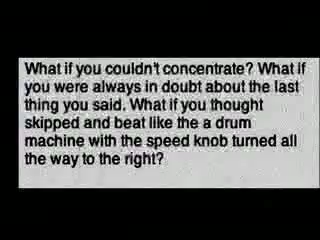 What if you couldn't concentrate? What if
you were always in doubt about the last
thing you said. What if you thought
skipped and beat like the a drum
machine with the speed knob turned all
the way to the right?